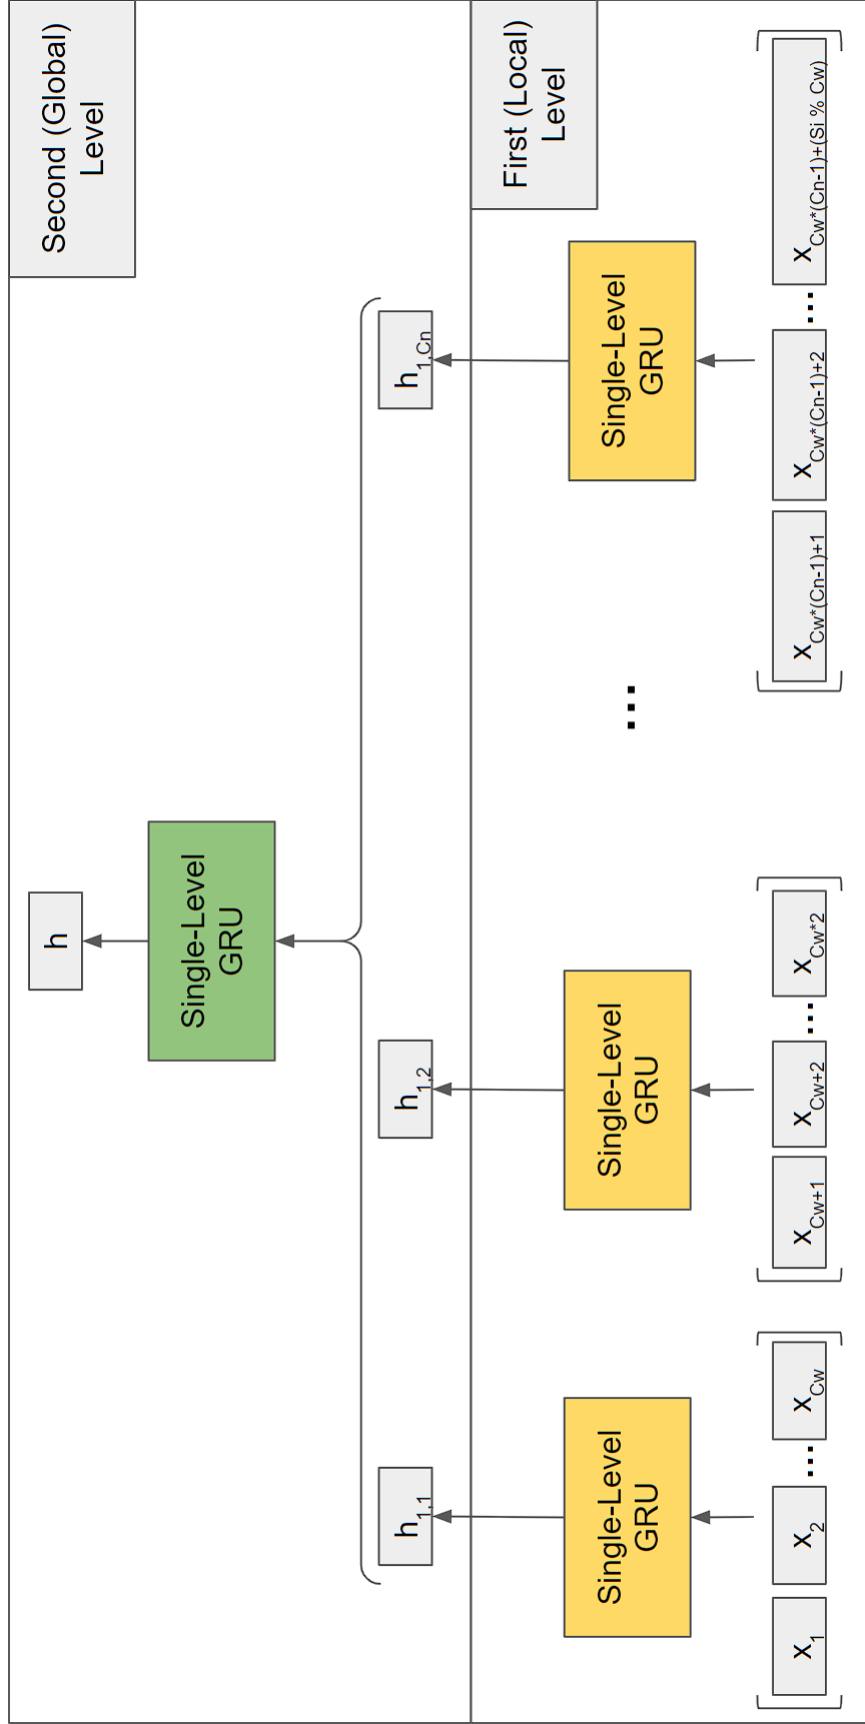 Second (Global)
Level
h
Single-Level
GRU
h1,1
h1,2
h1,Cn
First (Local)
Level
Single-Level
GRU
Single-Level
GRU
...
Single-Level
GRU
x1
x2
...
xCw
xCw+1
xCw+2
...
xCw*2
xCw*(Cn-1)+1
xCw*(Cn-1)+2
...
xCw*(Cn-1)+(Si % Cw)